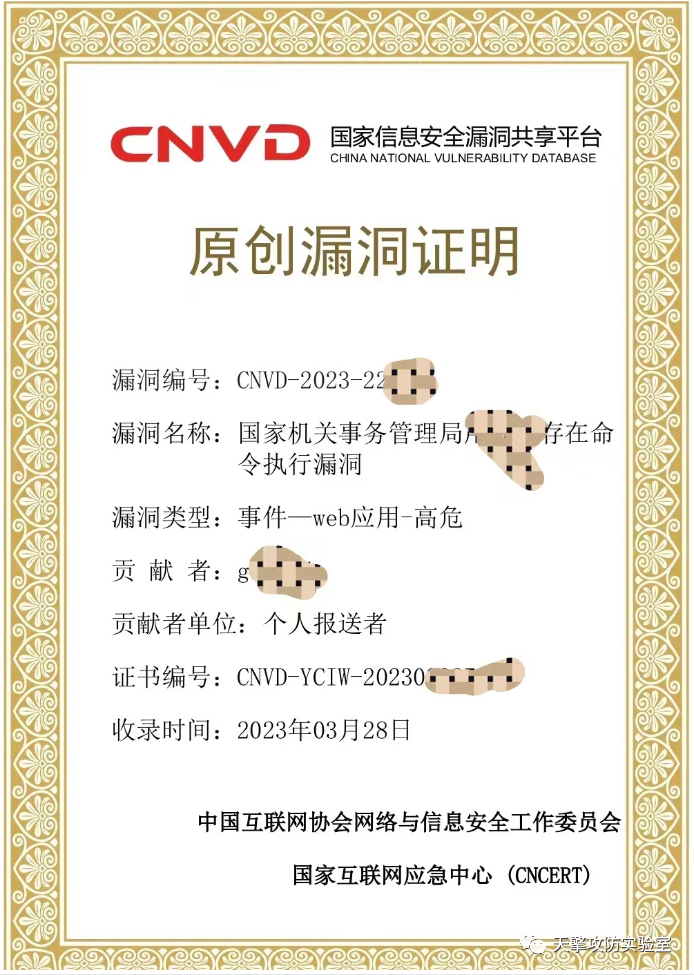 CNVD 国家信息安全漏洞共享平台
CHINA NATIONAL VULNERABILITY DATABASE
原创漏洞证明
漏洞编号：CNVD-2023-22
漏洞名称：国家机关事务管理局 存在命
令执行漏洞
漏洞类型：事件—web应用-高危
贡 献 者：g
贡献者单位：个人报送者
证书编号：CNVD-YCIW-20230
收录时间：2023年03月28日
中国互联网协会网络与信息安全工作委员会
国家互联网应急中心 (CNCERT)
天擎攻防实验室